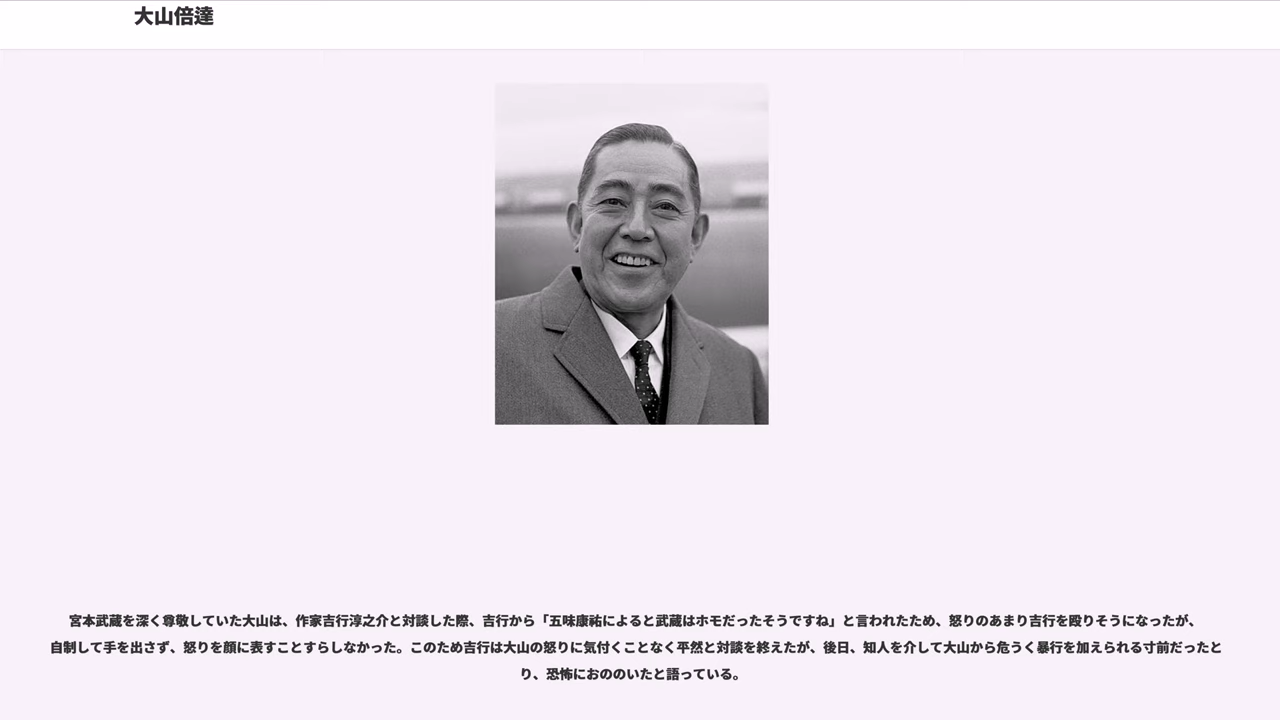 大山倍達
宮本武蔵を深く尊敬していた大山は、作家吉行淳之介と対談した際、吉行から「五味康祐によると武蔵はホモだったそうですね」と言われたため、怒りのあまり吉行を殴りそうになったが、
自制して手を出さず、怒りを顔に表すことすらしなかった。このため吉行は大山の怒りに気付くことなく平然と対談を終えたが、後日、知人を介して大山から危うく暴行を加えられる寸前だったと
り、恐怖におののいたと語っている。